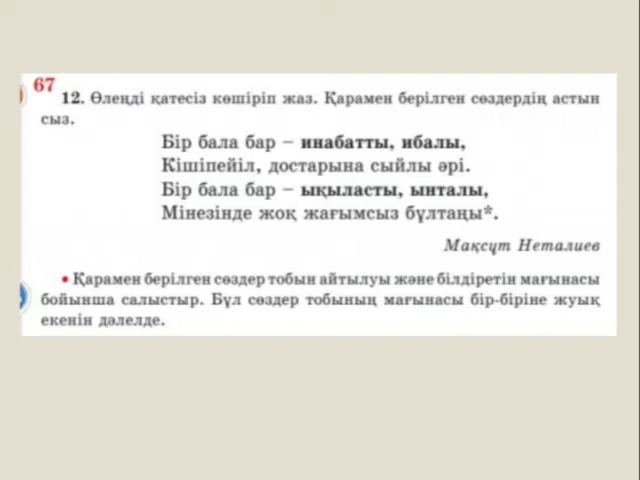 67
12. Өлеңді қатесіз көшіріп жаз. Қарамен берілген сөздердің астын
сыз.
Бір бала бар – инабатты, ибалы,
Кішіпейіл, достарына сыйлы әрі.
Бір бала бар – ықыласты, ынталы,
Мінезінде жоқ жағымсыз бұлтаңы*.
Мақсұт Неталиев
• Қарамен берілген сөздер тобын айтылуы және білдіретін мағынасы
бойынша салыстыр. Бұл сөздер тобының мағынасы бір-біріне жуық
екенін дәлелде.